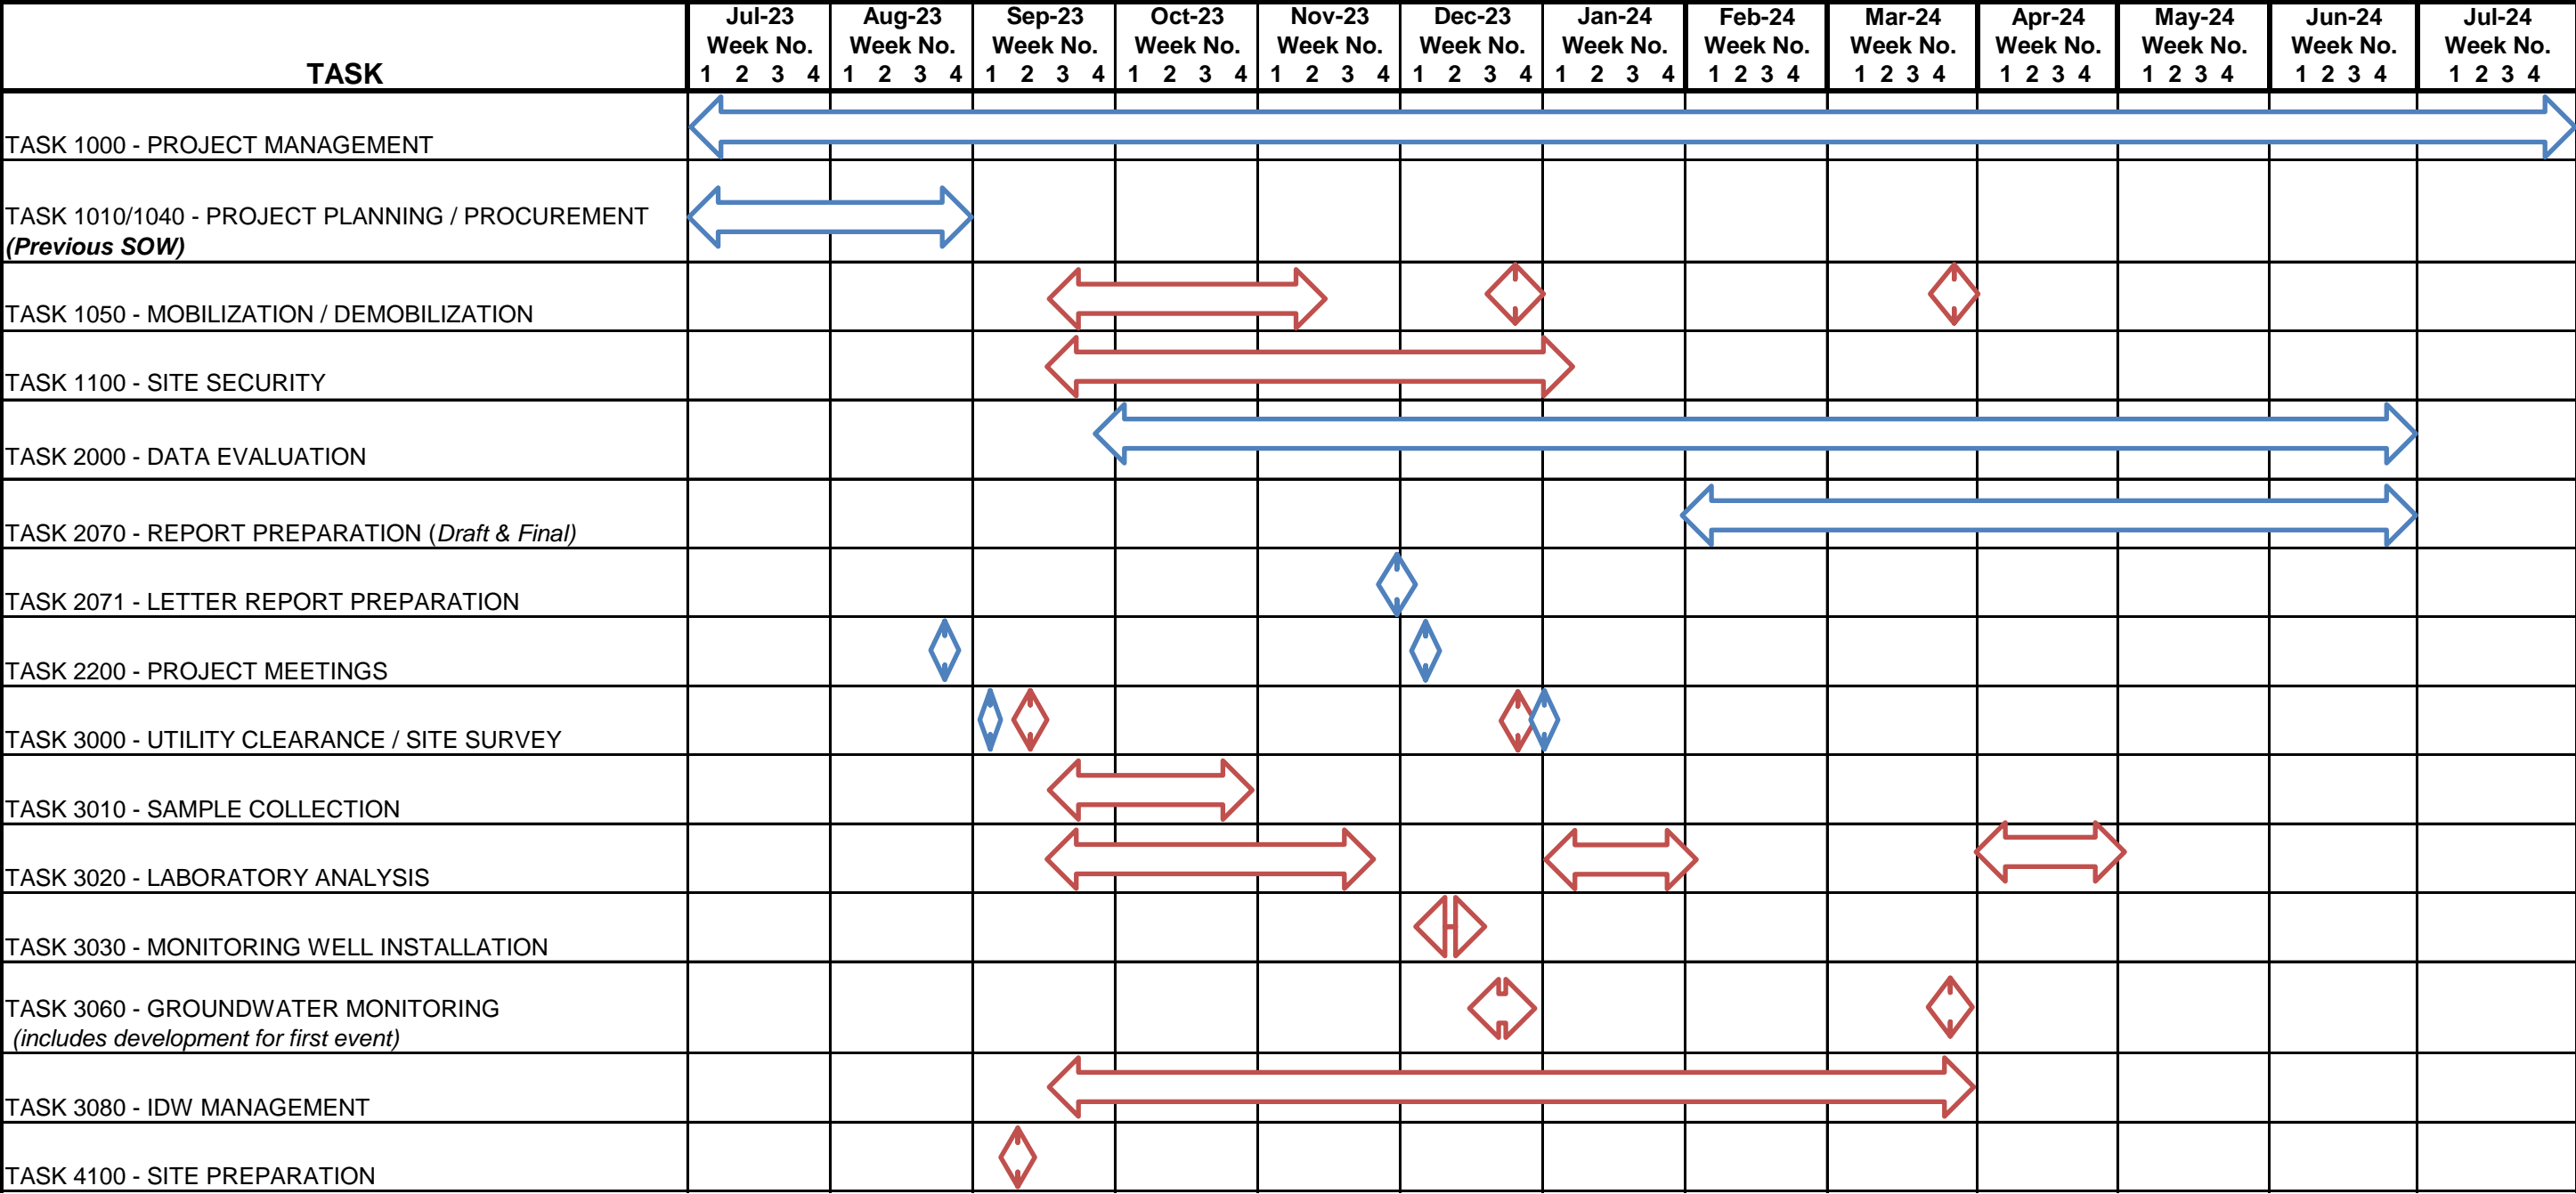 Jul-23 Aug-23 Sep-23 Oct-23 Nov-23 Dec-23 Jan-24 Feb-24 Mar-24 Apr-24 May-24 Jun-24 Jul-24
Week No. Week No. Week No. Week No. Week No. Week No. Week No. Week No. Week No. Week No. Week No. Week No. Week No.
TASK 1 2 3 4 1 2 3 4 1 2 3 4 1 2 3 4 1 2 3 4 1 2 3 4 1 2 3 4 1 2 3 4 1 2 3 4 1 2 3 4 1 2 3 4 1 2 3 4 1 2 3 4
TASK 1000 - PROJECT MANAGEMENT
TASK 1010/1040 - PROJECT PLANNING / PROCUREMENT
(Previous SOW)
TASK 1050 - MOBILIZATION / DEMOBILIZATION
TASK 1100 - SITE SECURITY
TASK 2000 - DATA EVALUATION
TASK 2070 - REPORT PREPARATION (Draft & Final)
TASK 2071 - LETTER REPORT PREPARATION
TASK 2200 - PROJECT MEETINGS
TASK 3000 - UTILITY CLEARANCE / SITE SURVEY
TASK 3010 - SAMPLE COLLECTION
TASK 3020 - LABORATORY ANALYSIS
TASK 3030 - MONITORING WELL INSTALLATION
TASK 3060 - GROUNDWATER MONITORING
(includes development for first event)
TASK 3080 - IDW MANAGEMENT
TASK 4100 - SITE PREPARATION